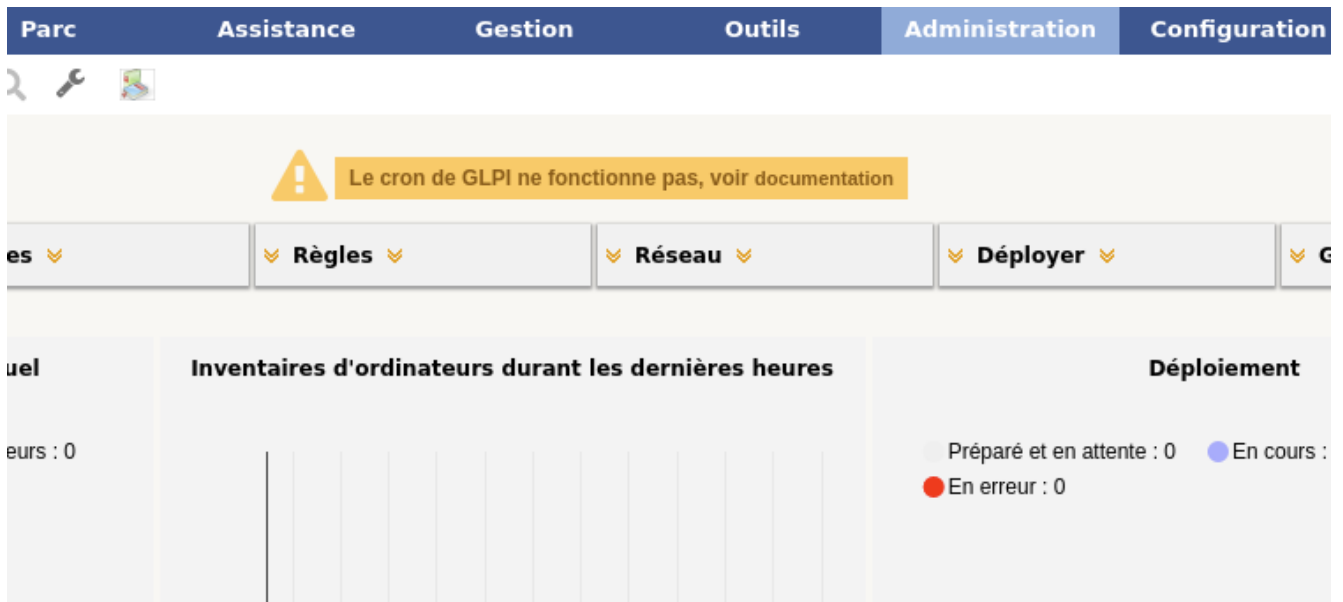 Parc Assistance Gestion Outils Administration Configuration
Le cron de GLPI ne fonctionne pas, voir documentation
es Règles Réseau Déployer G
uel Inventaires d'ordinateurs durant les dernières heures Déploiement
eurs : 0 Préparé et en attente : 0 En cours :
En erreur : 0